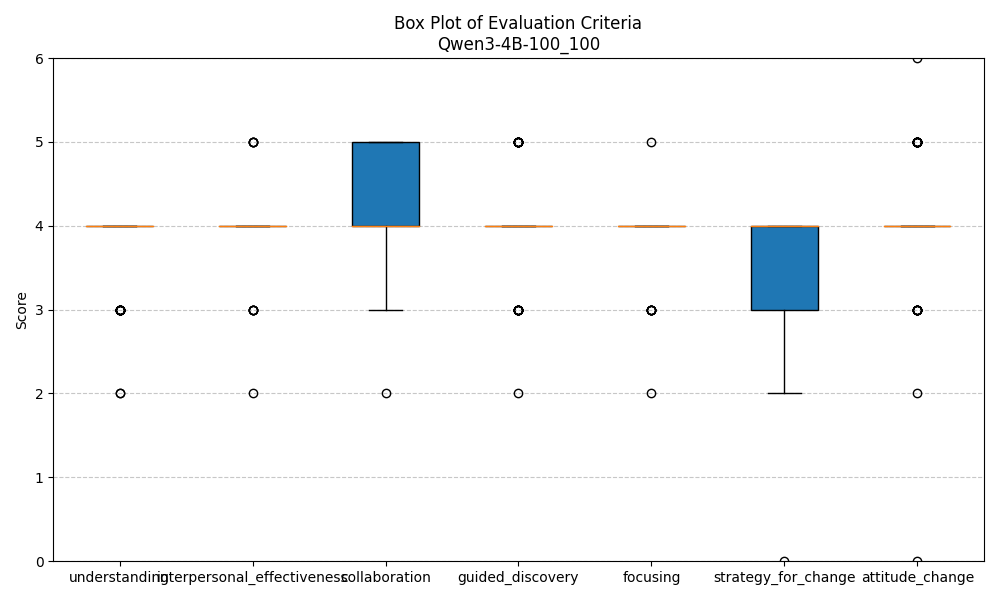 Box Plot of Evaluation Criteria
Qwen3-4B-100_100
6
5
4
3
2
1
0
Score
understanding interpersonal_effectiveness collaboration guided_discovery focusing strategy_for_change attitude_change